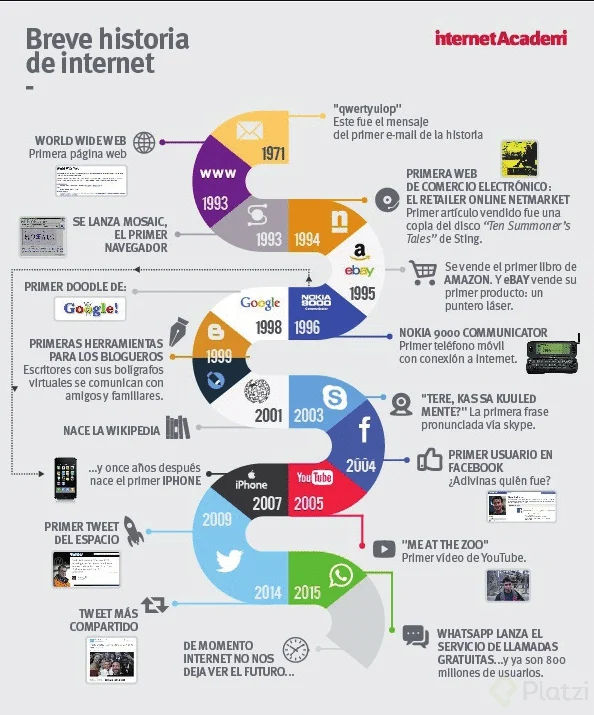 Breve historia
de internet
internetAcademi
"qwertyuiop"
Este fue el mensaje
del primer e-mail de la historia
1971
WORLD WIDE WEB
Primera página web
www
1993
PRIMERA WEB
DE COMERCIO ELECTRÓNICO:
EL RETAILER ONLINE NETMARKET
Primer artículo vendido fue una
copia del disco "Ten Summoner's
Tales" de Sting.
SE LANZA MOSAIC,
EL PRIMER
NAVEGADOR
1993
1994
n
a
amazon
ebay
1995
Se vende el primer libro de
AMAZON. Y eBAY vende su
primer producto: un
puntero láser.
PRIMER DOODLE DE:
Google!
Google
1998
NOKIA
9000
1996
NOKIA 9000 COMMUNICATOR
Primer teléfono móvil
con conexión a Internet.
PRIMERAS HERRAMIENTAS
PARA LOS BLOGUEROS
Escritores con sus bolígrafos
virtuales se comunican con
amigos y familiares.
1999
2001
2003
"TERE, KAS SA KUULED
MENTE?" La primera frase
pronunciada vía skype.
NACE LA WIKIPEDIA
f
2004
PRIMER USUARIO EN
FACEBOOK
¿Adivinas quién fue?
...y once años después
nace el primer IPHONE
iPhone
2007
YouTube
2005
PRIMER TWEET
DEL ESPACIO
2009
"ME AT THE ZOO"
Primer vídeo de YouTube.
2014
2015
TWEET MÁS
COMPARTIDO
DE MOMENTO
INTERNET NO NOS
DEJA VER EL FUTURO...
WHATSAPP LANZA EL
SERVICIO DE LLAMADAS
GRATUITAS...y ya son 800
millones de usuarios.
Platzi